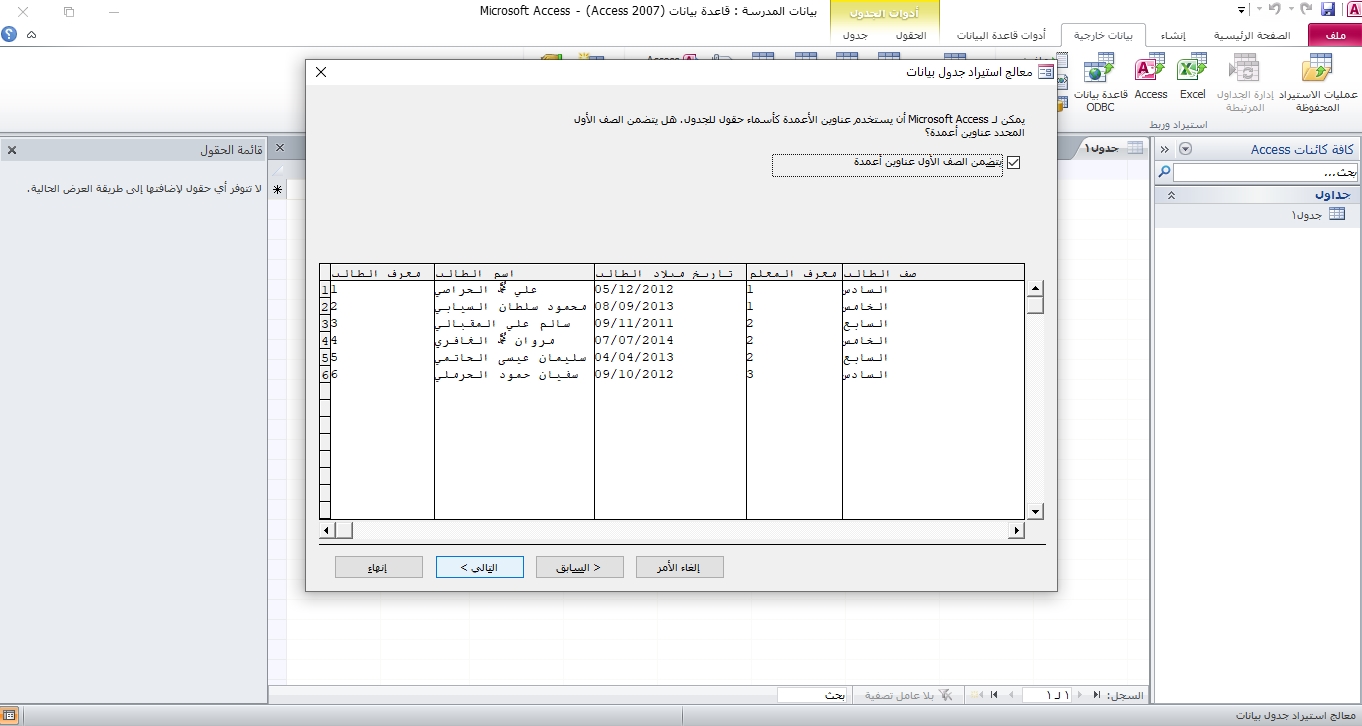 بيانات المدرسة : قاعدة بيانات (Access 2007) - Microsoft Access
أدوات الجدول
ملف
الصفحة الرئيسية
إنشاء
بيانات خارجية
أدوات قاعدة البيانات
الحقول
جدول
عمليات الاستيراد المحفوظة
إدارة الجداول المرتبطة
Excel
Access
قاعدة بيانات ODBC
استيراد وربط
كافة كائنات Access
بحث...
جداول
جدول١
جدول١
قائمة الحقول
لا تتوفر أي حقول لإضافتها إلى طريقة العرض الحالية.
معالج استيراد جدول بيانات
يمكن لـ Microsoft Access أن يستخدم عناوين الأعمدة كأسماء حقول للجدول. هل يتضمن الصف الأول
المحدد عناوين أعمدة؟
يتضمن الصف الأول عناوين أعمدة
معرف الطالب اسم الطالب تاريخ ميلاد الطالب معرف المعلم صف الطالب
1 1 علي ﷴ الحراصي 05/12/2012 1 السادس
2 2 محمود سلطان السيابي 08/09/2013 1 الخامس
3 3 سالم علي المقبالي 09/11/2011 2 السابع
4 4 مروان ﷴ الغافري 07/07/2014 2 الخامس
5 5 سليمان عيسى الحاتمي 04/04/2013 2 السابع
6 6 سفيان حمود الحرملي 09/10/2012 3 السادس
إلغاء الأمر
< السابق
التالي >
إنهاء
السجل: ١ لـ ١
بلا عامل تصفية
بحث
معالج استيراد جدول بيانات